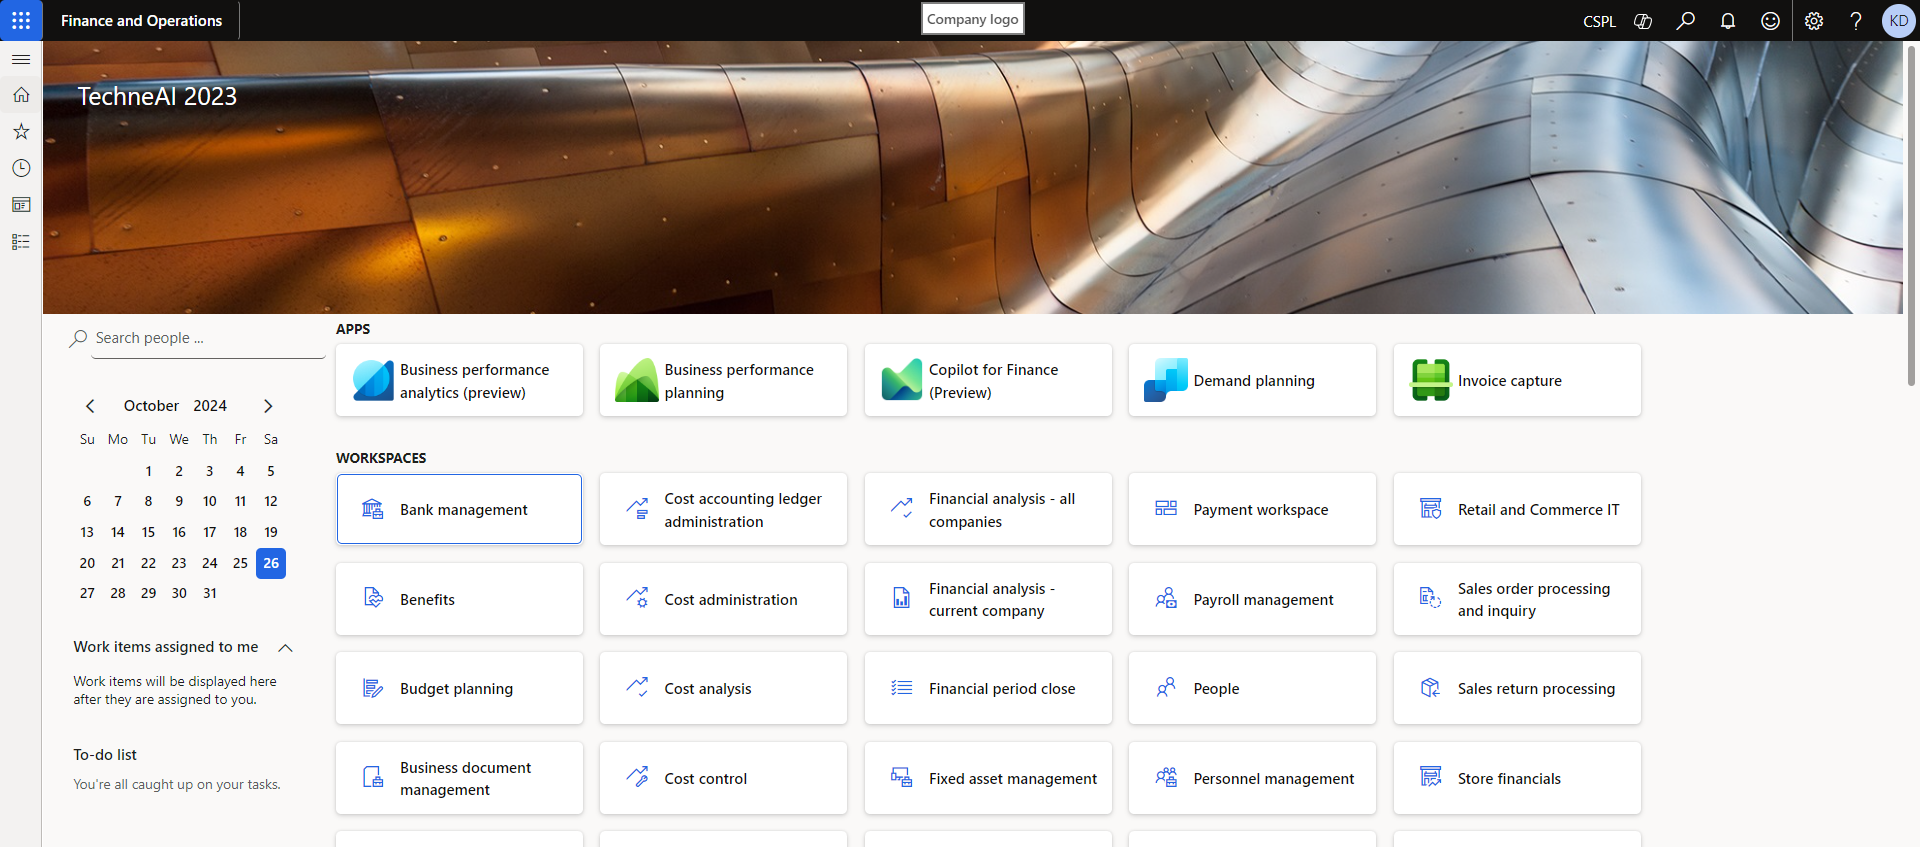 Finance and Operations
Company logo
CSPL
KD
TechneAI 2023
Search people ...
October 2024
Su Mo Tu We Th Fr Sa
1 2 3 4 5
6 7 8 9 10 11 12
13 14 15 16 17 18 19
20 21 22 23 24 25 26
27 28 29 30 31
Work items assigned to me
Work items will be displayed here
after they are assigned to you.
To-do list
You're all caught up on your tasks.
APPS
Business performance
analytics (preview)
Business performance
planning
Copilot for Finance
(Preview)
Demand planning
Invoice capture
WORKSPACES
Bank management
Cost accounting ledger
administration
Financial analysis - all
companies
Payment workspace
Retail and Commerce IT
Benefits
Cost administration
Financial analysis -
current company
Payroll management
Sales order processing
and inquiry
Budget planning
Cost analysis
Financial period close
People
Sales return processing
Business document
management
Cost control
Fixed asset management
Personnel management
Store financials